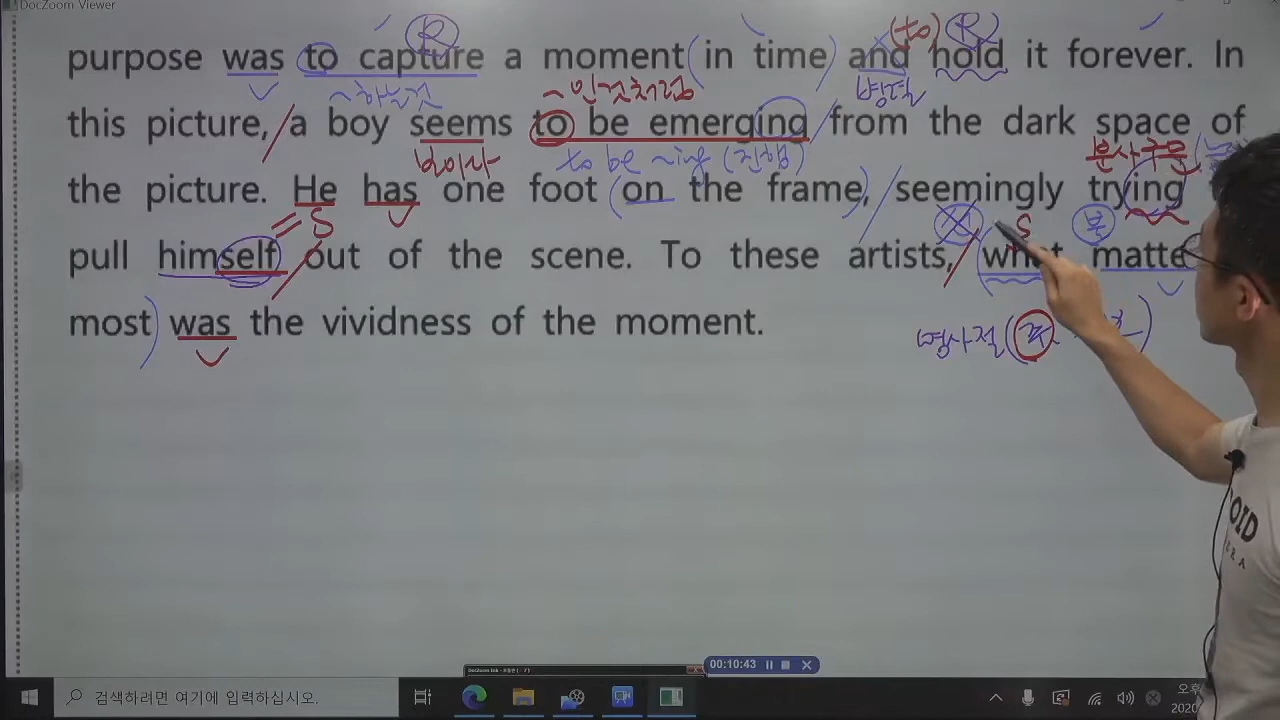 DocZoom Viewer
(to) R
R
purpose was to capture a moment (in time) and hold it forever. In
~하는것 ~인것처럼 병렬
this picture, / a boy seems to be emerging / from the dark space of
보이다 to be ~ing (진행) 분사구문
the picture. He has one foot (on the frame), / seemingly trying
= S S
pull himself / out of the scene. To these artists, / (what matte
most) was the vividness of the moment.
명사절 (주
00:10:43
검색하려면 여기에 입력하십시오.
오후
2020